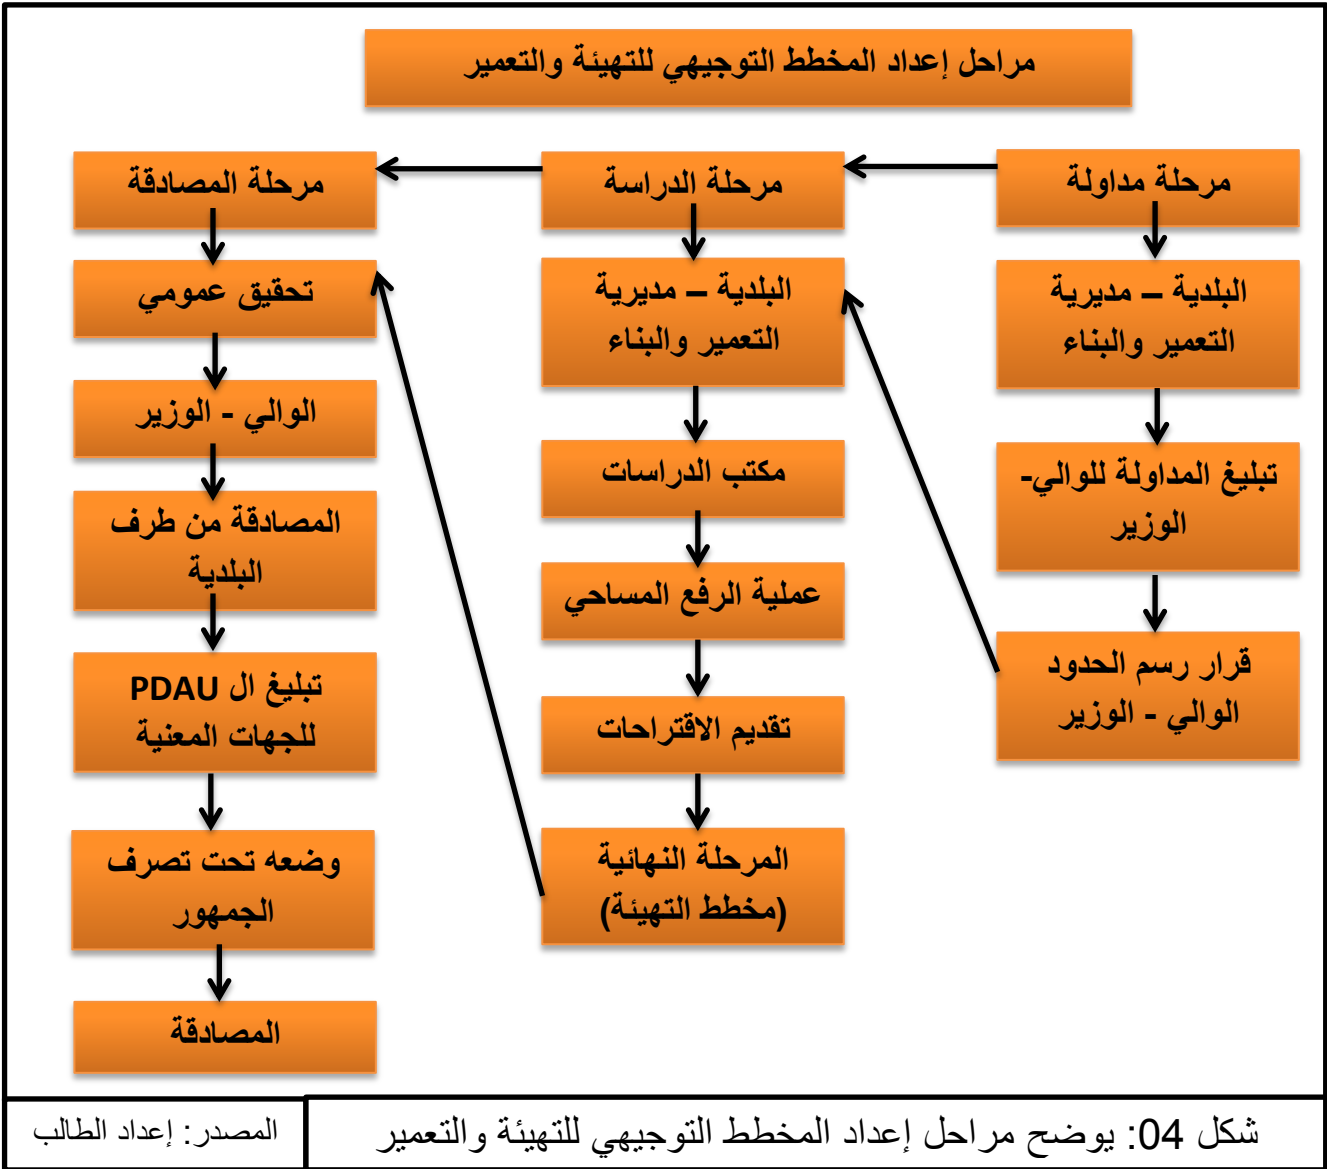 مراحل إعداد المخطط التوجيهي للتهيئة والتعمير
مرحلة مداولة
البلدية – مديرية
التعمير والبناء
تبليغ المداولة للوالي-
الوزير
قرار رسم الحدود
الوالي - الوزير
مرحلة الدراسة
البلدية – مديرية
التعمير والبناء
مكتب الدراسات
عملية الرفع المساحي
تقديم الاقتراحات
المرحلة النهائية
(مخطط التهيئة)
مرحلة المصادقة
تحقيق عمومي
الوالي - الوزير
المصادقة من طرف
البلدية
تبليغ ال PDAU
للجهات المعنية
وضعه تحت تصرف
الجمهور
المصادقة
شكل 04: يوضح مراحل إعداد المخطط التوجيهي للتهيئة والتعمير
المصدر: إعداد الطالب